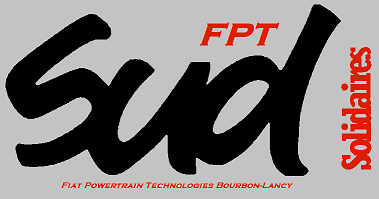 FPT
Sud
Solidaires
Fiat Powertrain Technologies Bourbon-Lancy